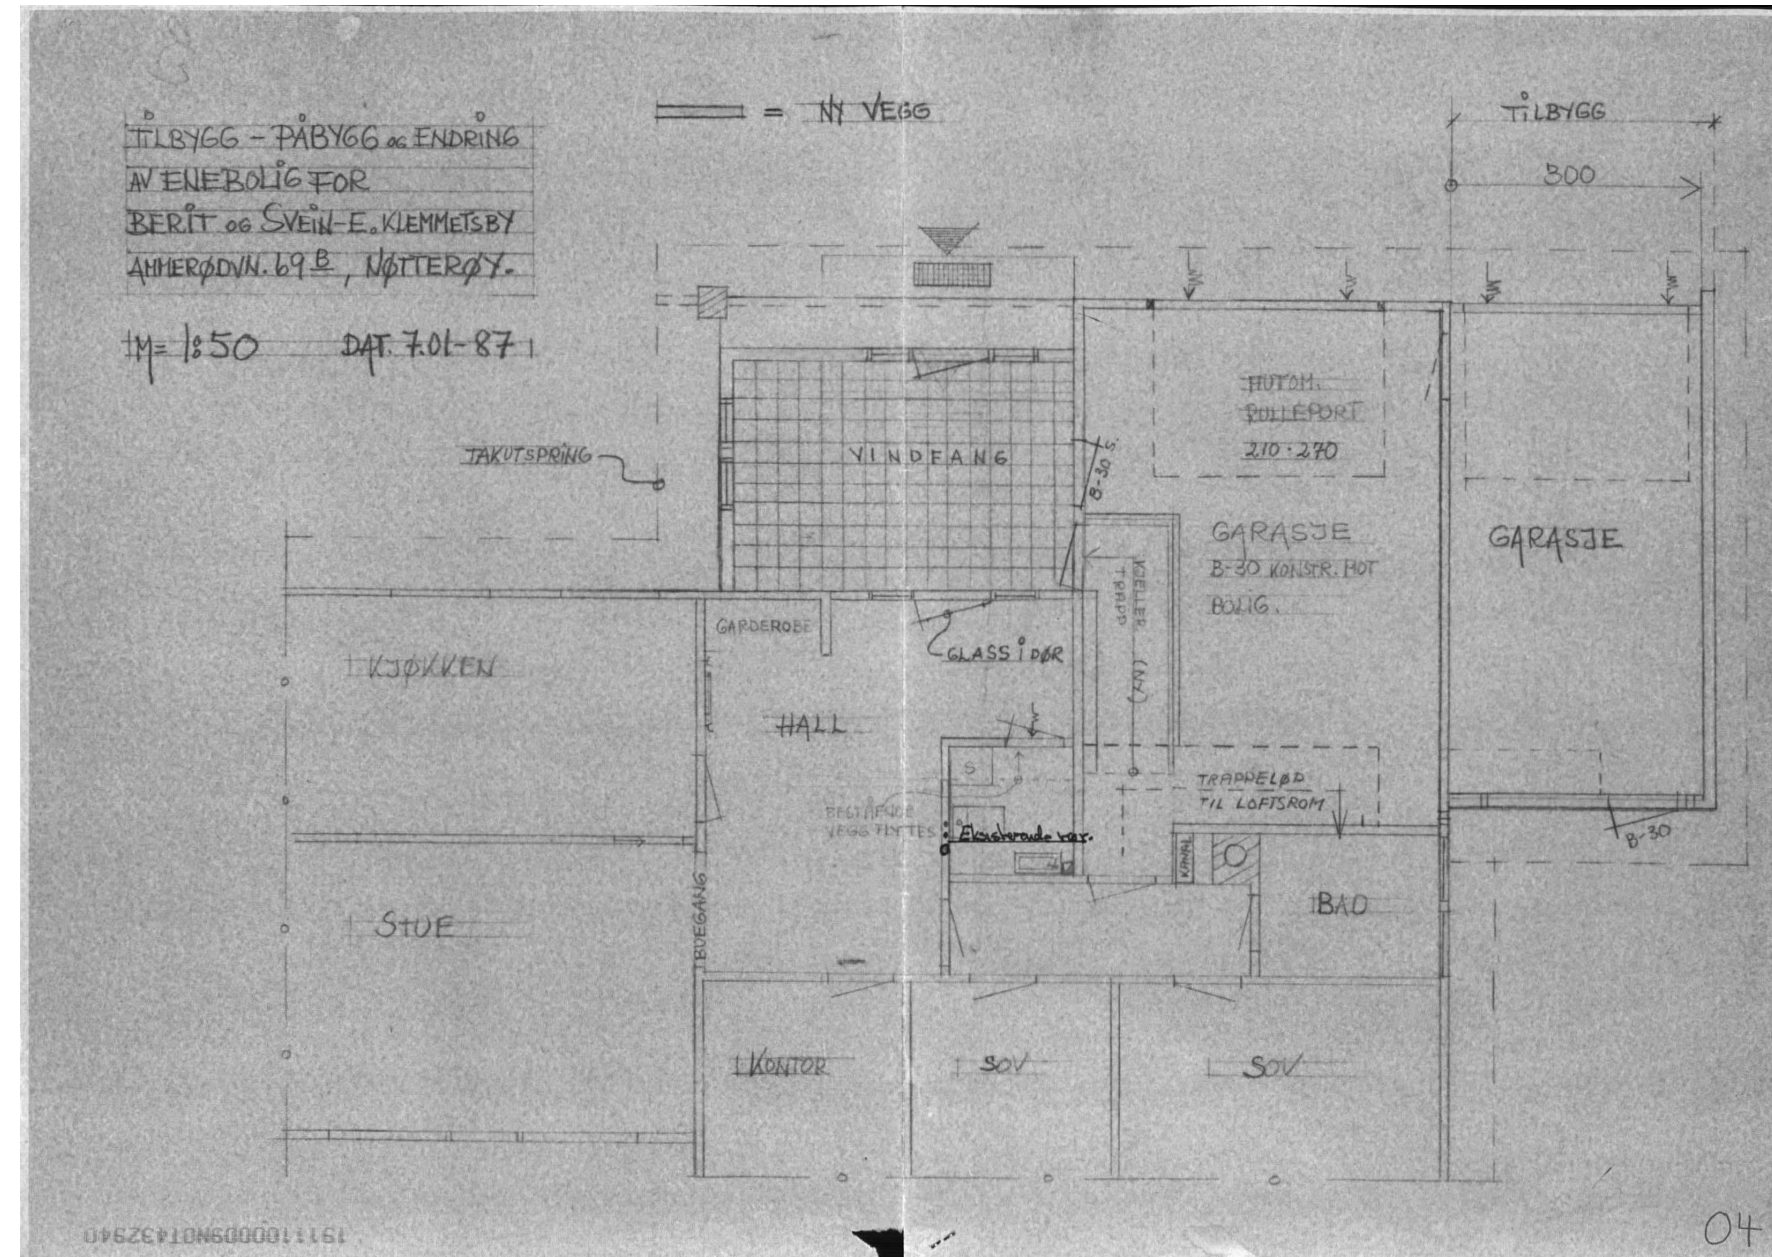 TILBYGG - PÅBYGG OG ENDRING
AV ENEBOLIG FOR
BERIT OG SVEIN-E. KLEMMETSBY
AMMERØDVN. 69 B, NØTTERØY.
M= 1:50 DAT. 7.01-87
= NY VEGG
TILBYGG
300
TAKUTSPRING
VINDFANG
B-30 S.
AUTOM.
RULLEPORT
210·270
GARASJE
B-30 KONSTR. MOT
BOLIG.
GARASJE
KJELLER (NY)
TRAPP
GARDEROBE
GLASS I DØR
KJØKKEN
HALL
S
BESTÅENDE
VEGG FLYTTES
TRAPPELØP
TIL LOFTSROM
B-30
KANAL
BAD
STUE
BUEGANG
KONTOR
SOV
SOV
04